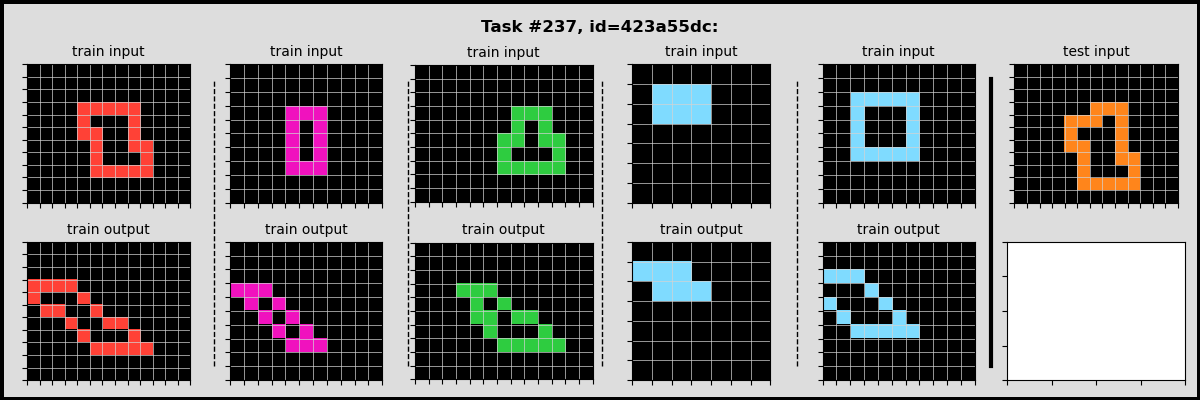 Task #237, id=423a55dc:
train input train input train input train input train input test input
train output train output train output train output train output